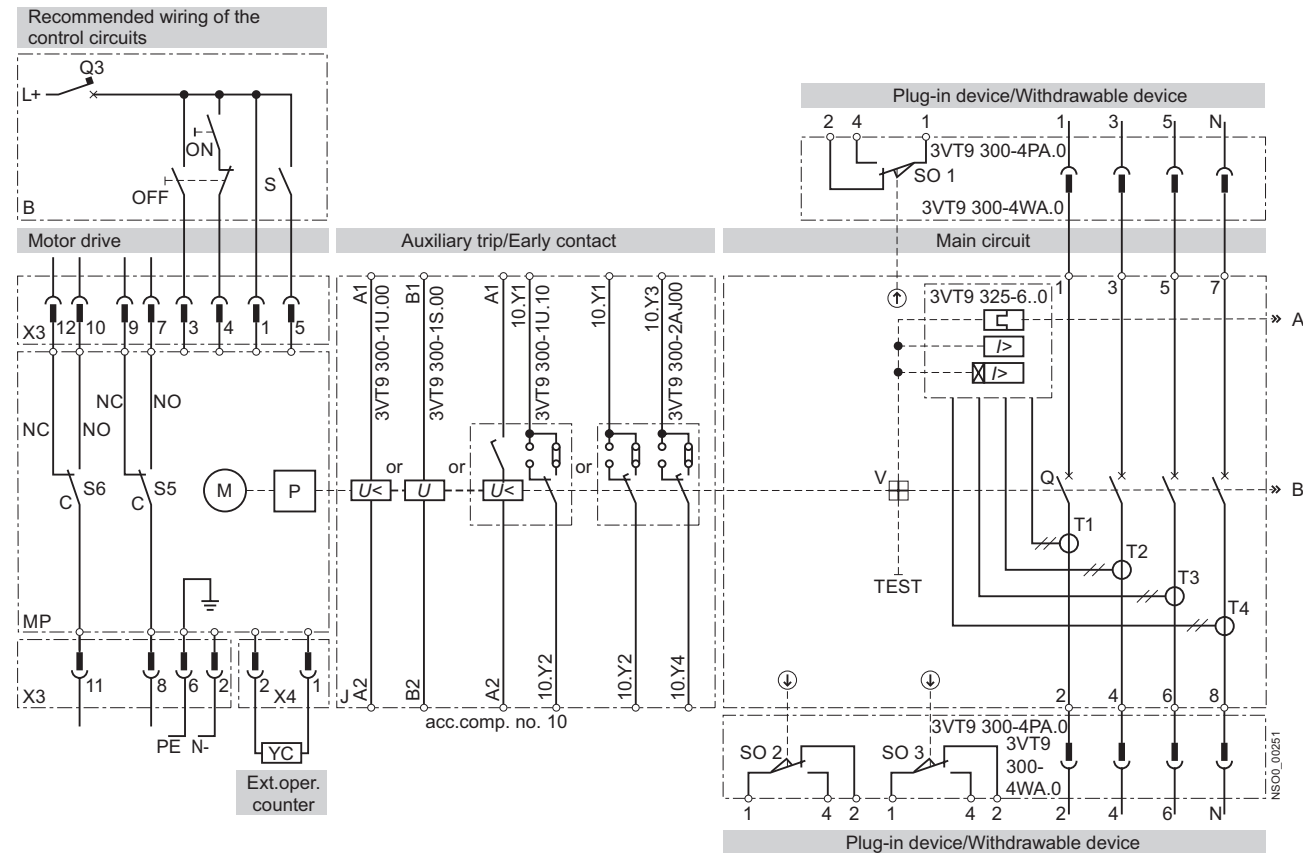 Recommended wiring of the
control circuits
Q3
L+
ON
OFF
S
B
Plug-in device/Withdrawable device
2 4 1 1 3 5 N
3VT9 300-4PA.0
SO 1
3VT9 300-4WA.0
Motor drive
Auxiliary trip/Early contact
Main circuit
X3 12 10 9 7 3 4 1 5
A1
3VT9 300-1U.00
B1
3VT9 300-1S.00
A1
10.Y1
3VT9 300-1U.10
10.Y1
10.Y3
3VT9 300-2AJ00
1 3 5 7
3VT9 325-6..0
A
I>
I>
NC NO
NC NO
C S6
C S5
M
P
U<
or
U
or
U<
or
V
Q
B
T1
T2
T3
T4
TEST
MP
X3 11 8 6 2
2 X4 1
J
A2
B2
A2
10.Y2
10.Y2
10.Y4
acc.comp. no. 10
PE N-
YC
Ext.oper.
counter
2 4 6 8
3VT9 300-4PA.0
3VT9
300-
4WA.0
SO 2
SO 3
1 4 2 1 4 2 2 4 6 N
NSO0_00251
Plug-in device/Withdrawable device